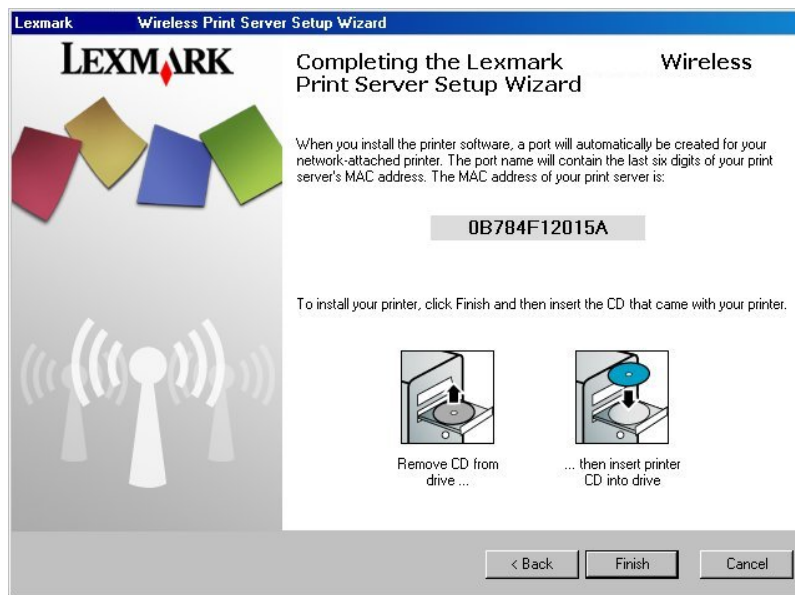 Lexmark Wireless Print Server Setup Wizard
LEXMARK
Completing the Lexmark Wireless
Print Server Setup Wizard
When you install the printer software, a port will automatically be created for your
network-attached printer. The port name will contain the last six digits of your print
server's MAC address. The MAC address of your print server is:
0B784F12015A
To install your printer, click Finish and then insert the CD that came with your printer.
Remove CD from
drive ...
... then insert printer
CD into drive
< Back
Finish
Cancel